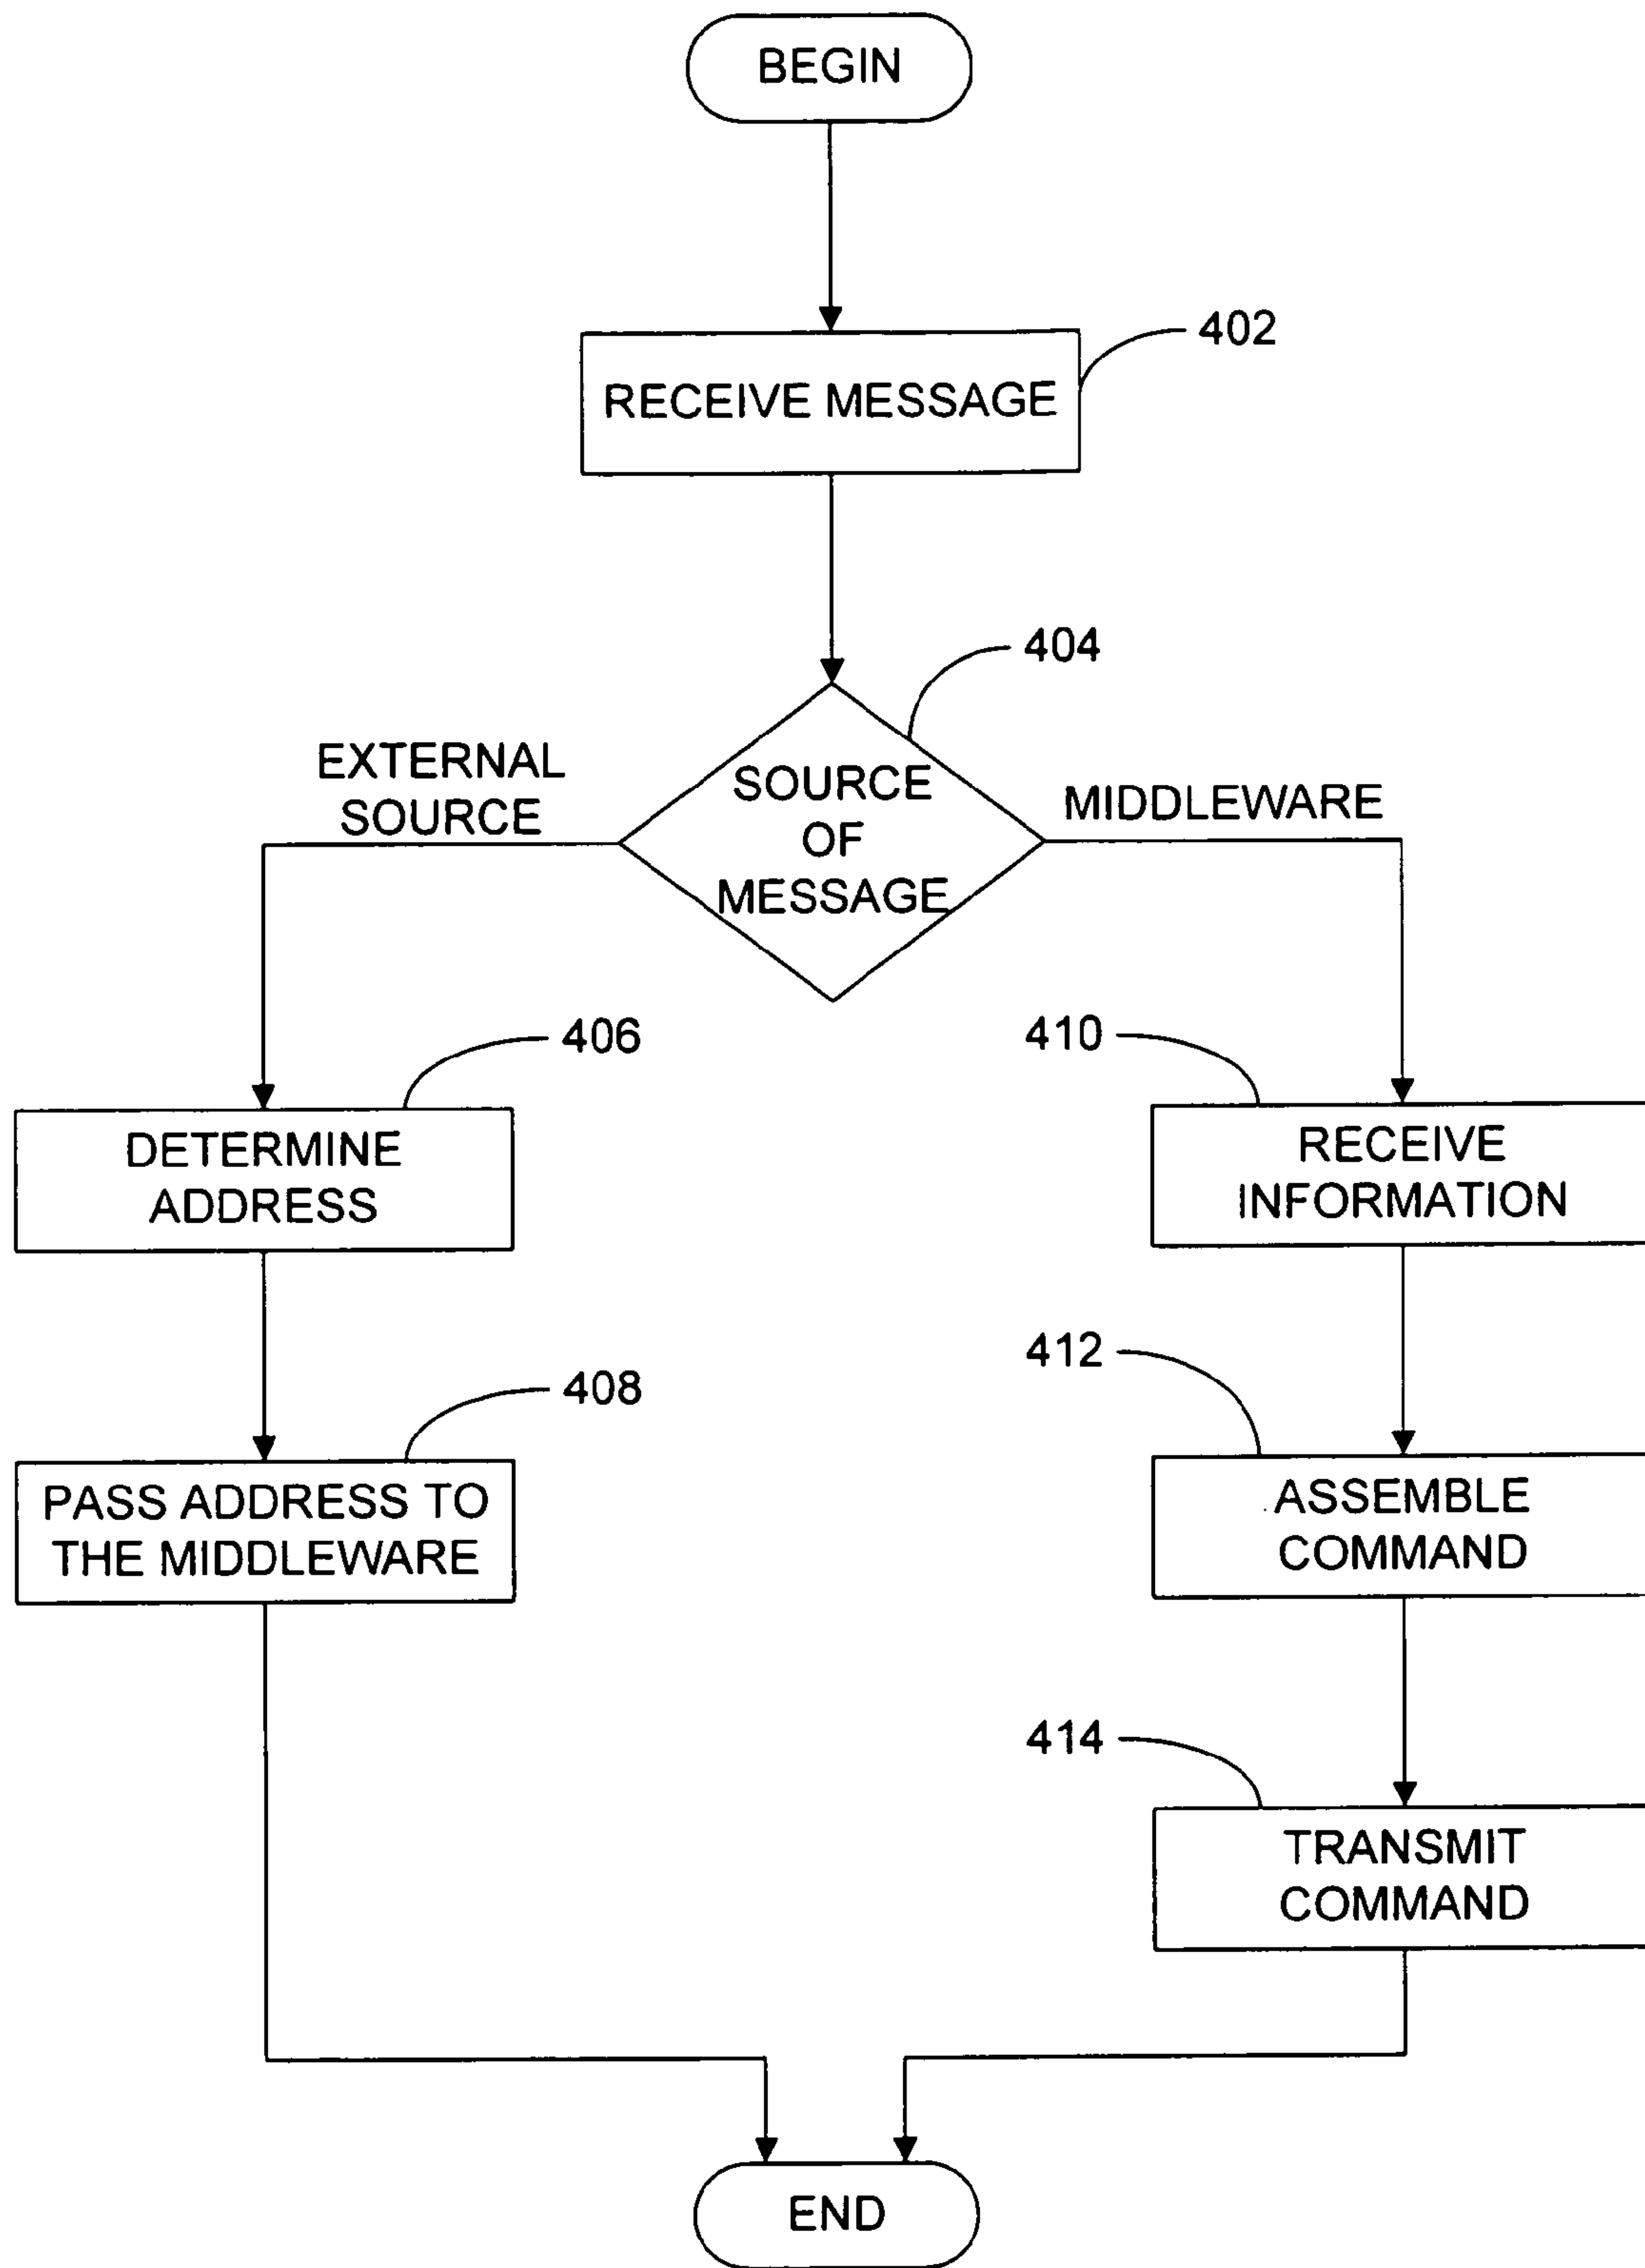 BEGIN
402
RECEIVE MESSAGE
404
EXTERNAL
SOURCE
SOURCE
OF
MESSAGE
MIDDLEWARE
406
DETERMINE
ADDRESS
408
PASS ADDRESS TO
THE MIDDLEWARE
410
RECEIVE
INFORMATION
412
ASSEMBLE
COMMAND
414
TRANSMIT
COMMAND
END